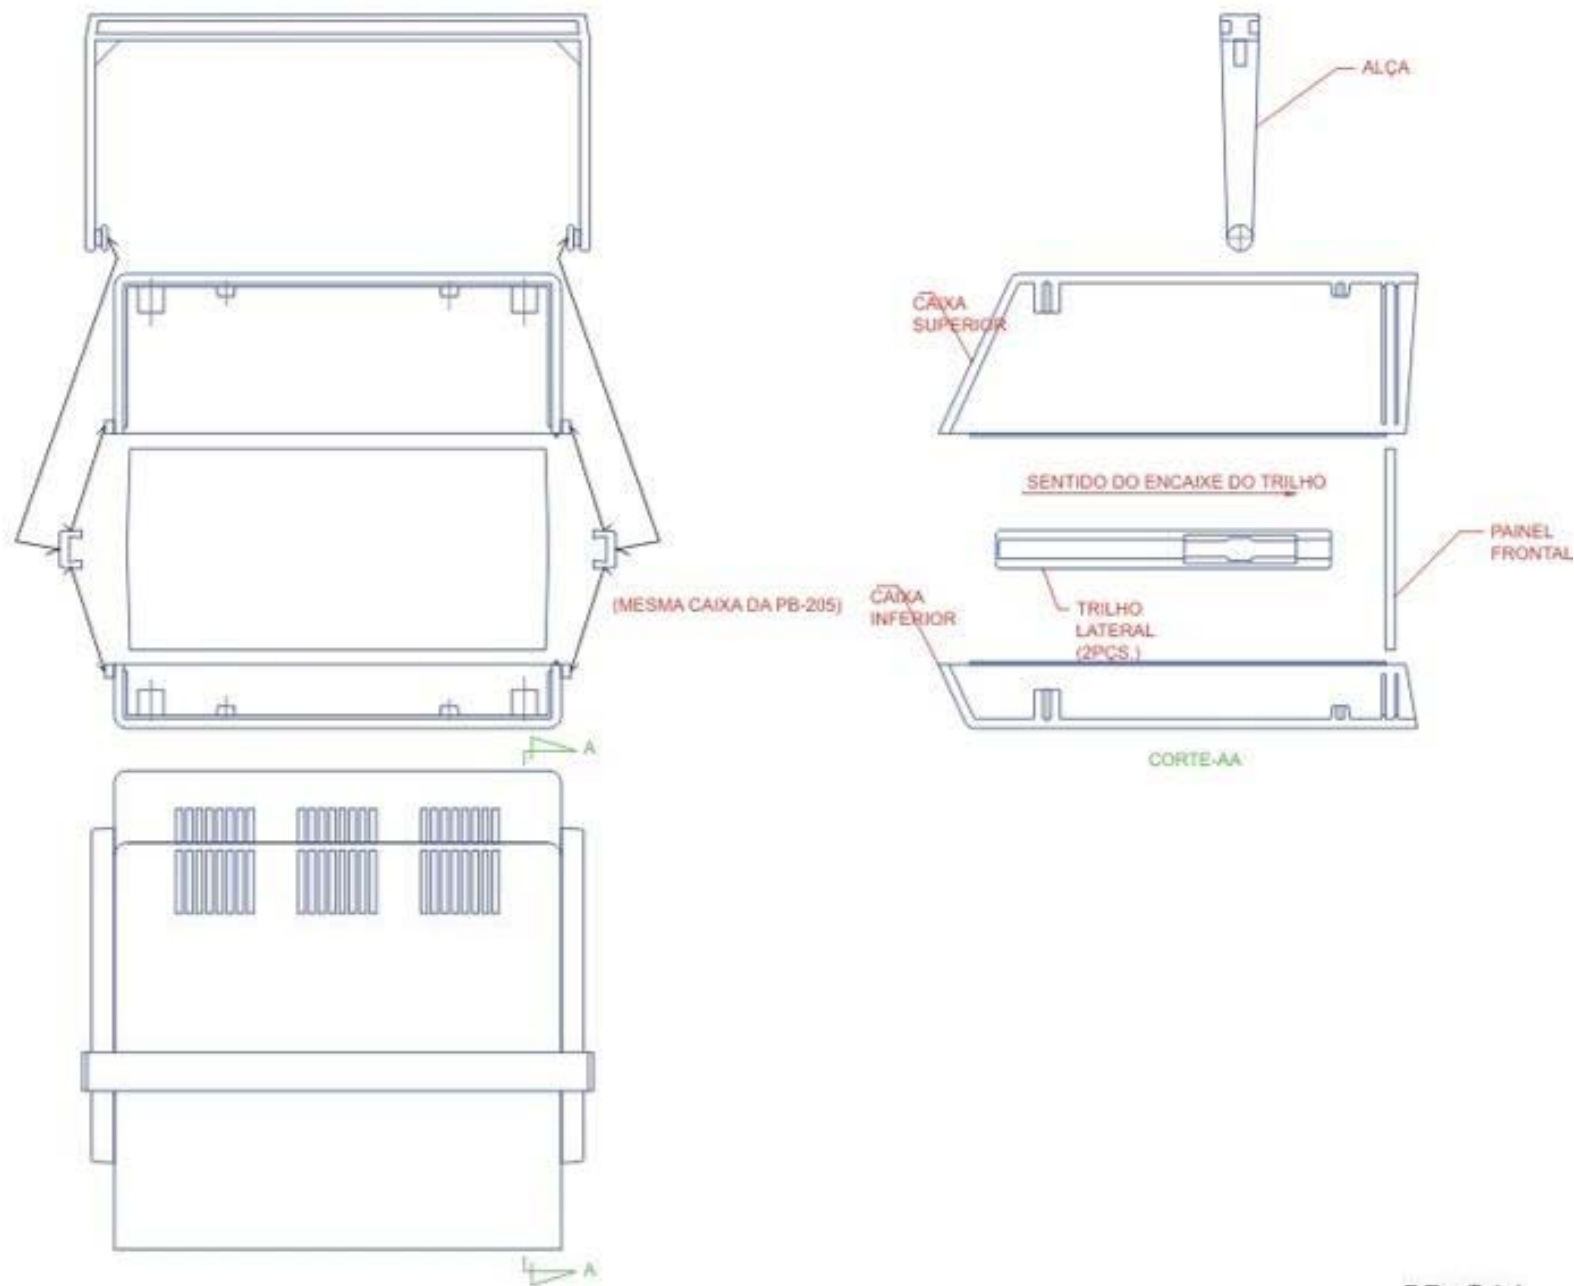 ALÇA
CAIXA
SUPERIOR
SENTIDO DO ENCAIXE DO TRILHO
PAINEL
FRONTAL
(MESMA CAIXA DA PB-205)
CAIXA
INFERIOR
TRILHO
LATERAL
(2PÇS.)
A
CORTE-AA
A